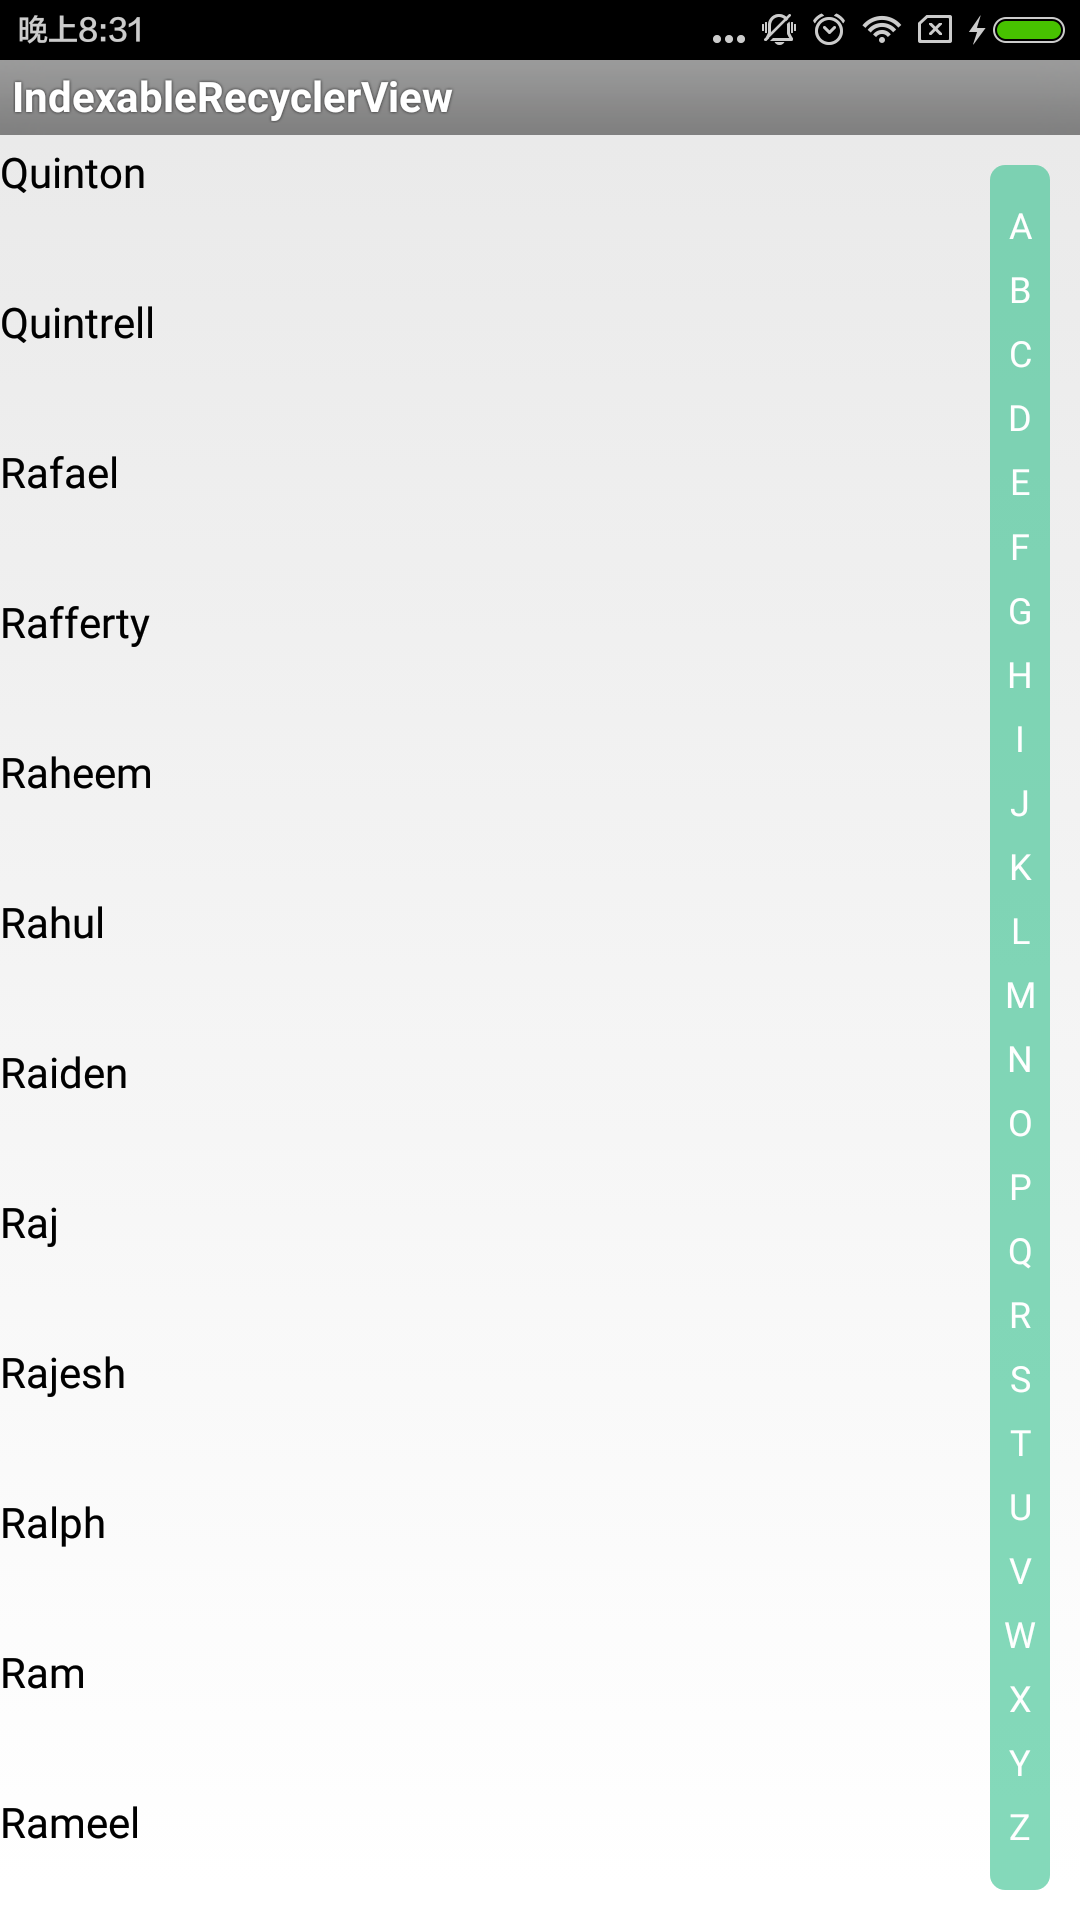 晚上8:31
IndexableRecyclerView
Quinton
Quintrell
Rafael
Rafferty
Raheem
Rahul
Raiden
Raj
Rajesh
Ralph
Ram
Rameel
A
B
C
D
E
F
G
H
I
J
K
L
M
N
O
P
Q
R
S
T
U
V
W
X
Y
Z